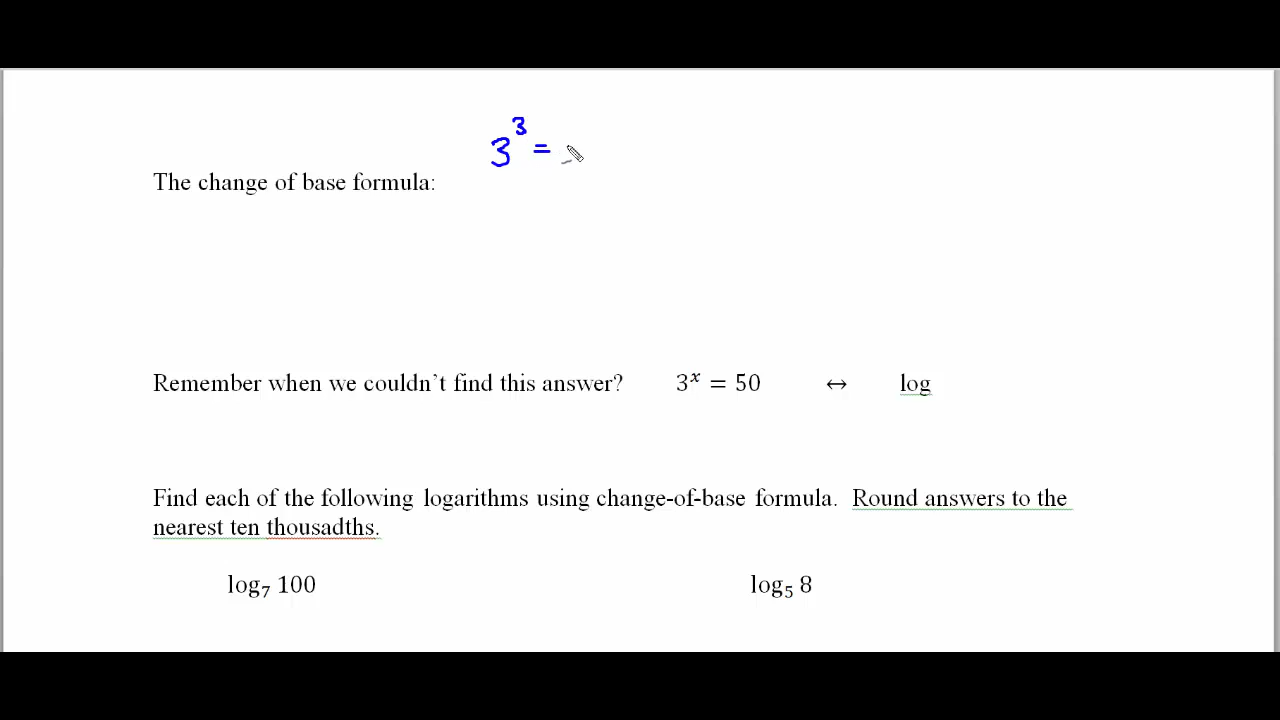 3³ =
The change of base formula:
Remember when we couldn’t find this answer? 3ˣ = 50 ↔ log
Find each of the following logarithms using change-of-base formula. Round answers to the
nearest ten thousadths.
log₇ 100 log₅ 8